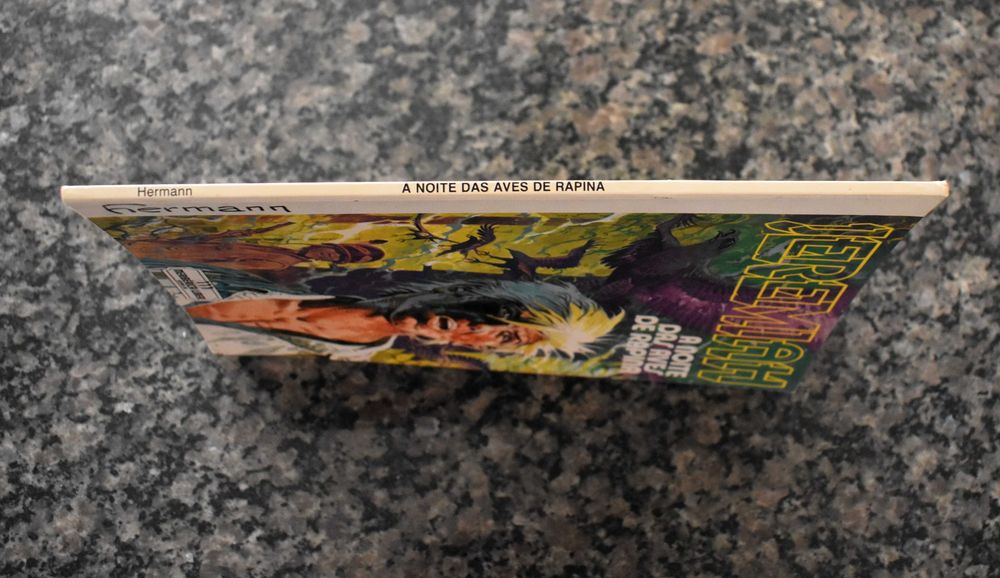 Hermann
A NOITE DAS AVES DE RAPINA
Hermann
JEREMIAH
A NOITE
DAS AVES
DE RAPINA